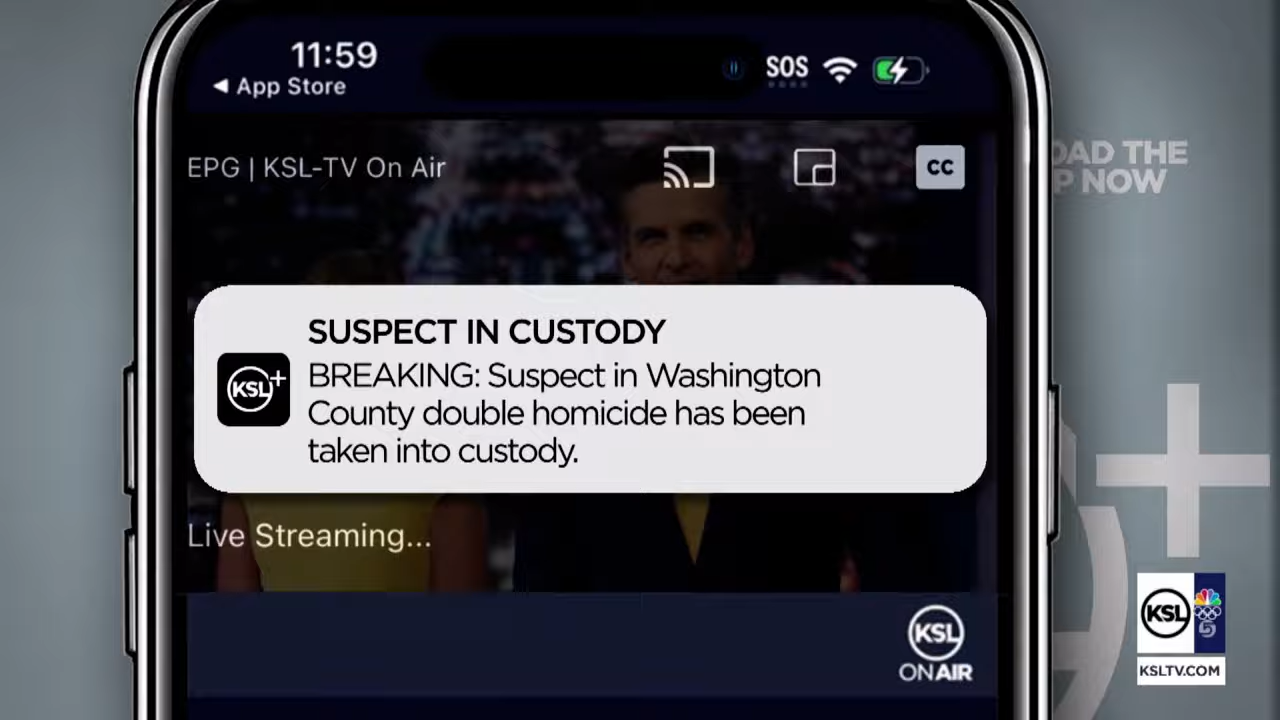 11:59
SOS
◀ App Store
EPG | KSL-TV On Air
CC
OAD THE
P NOW
SUSPECT IN CUSTODY
KSL+
BREAKING: Suspect in Washington
County double homicide has been
taken into custody.
Live Streaming...
KSL
ON AIR
KSL
5
KSLTV.COM